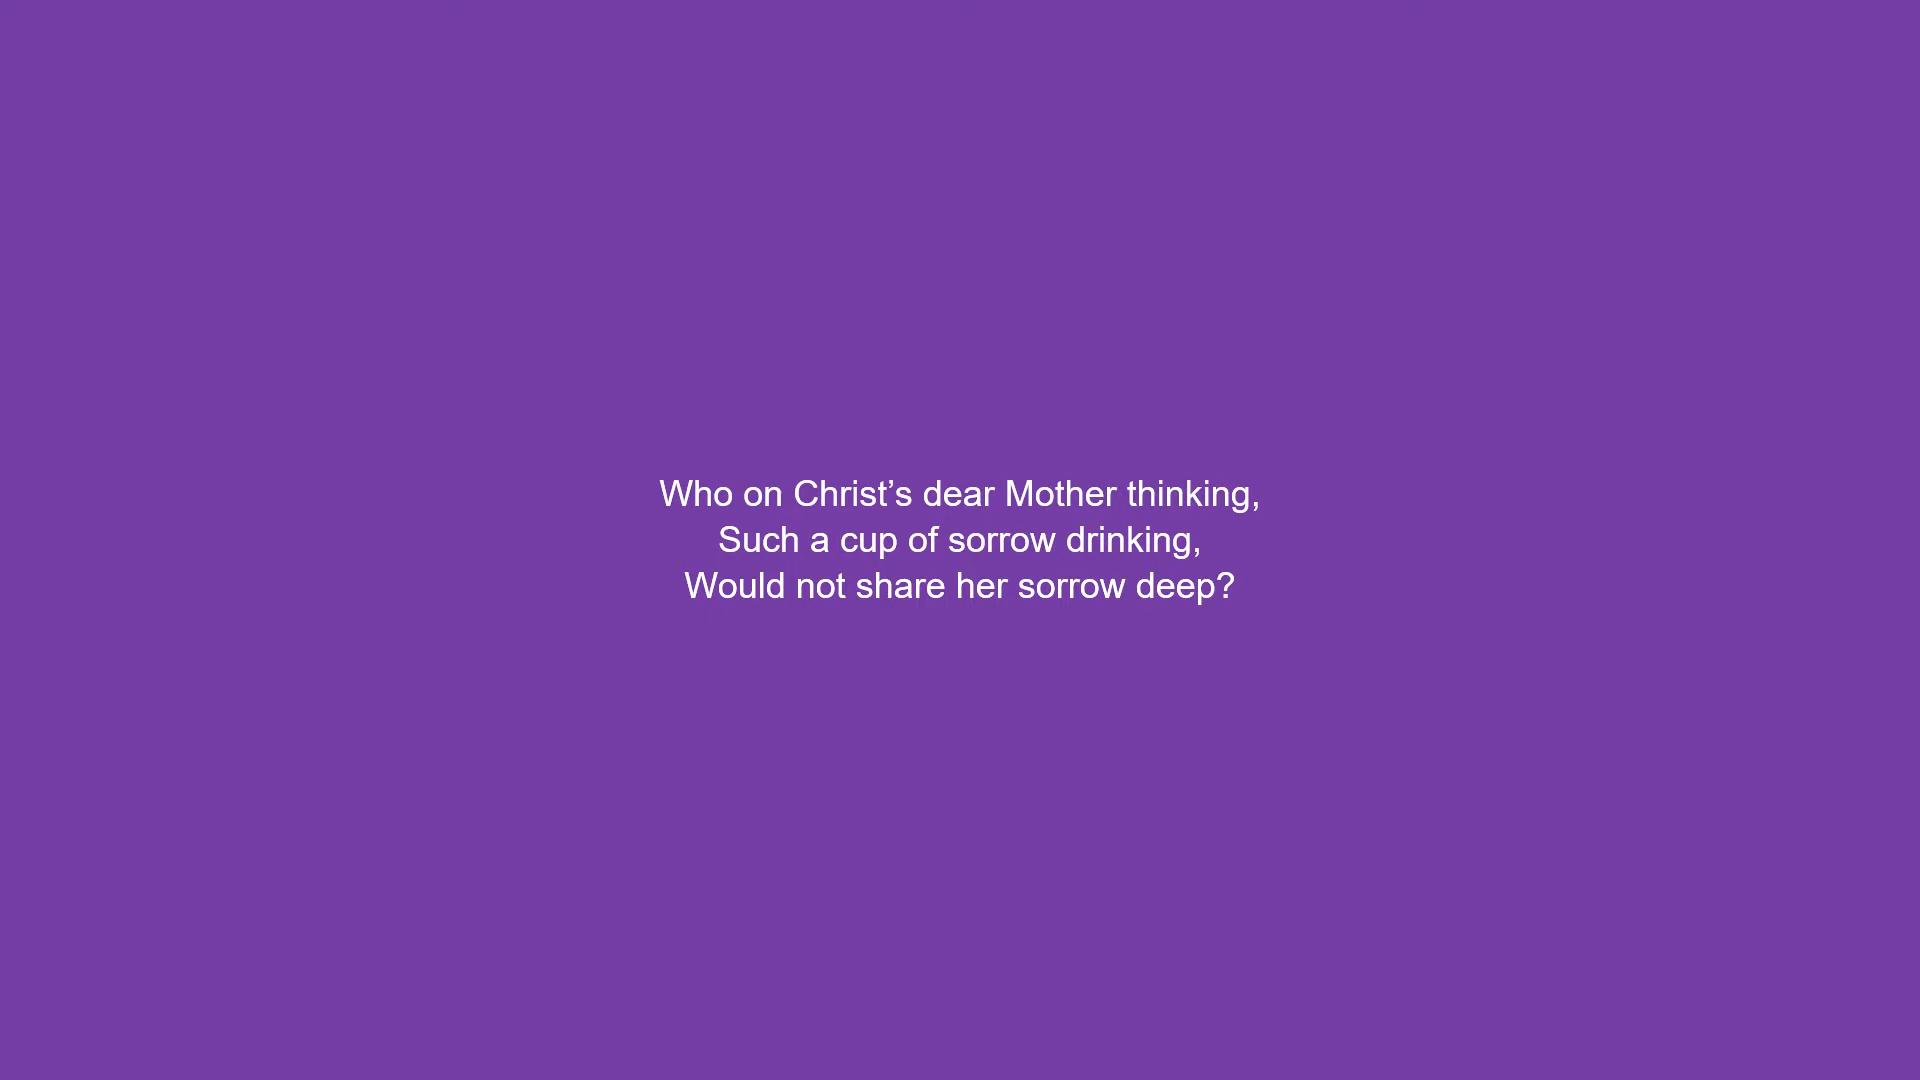 Who on Christ’s dear Mother thinking,
Such a cup of sorrow drinking,
Would not share her sorrow deep?